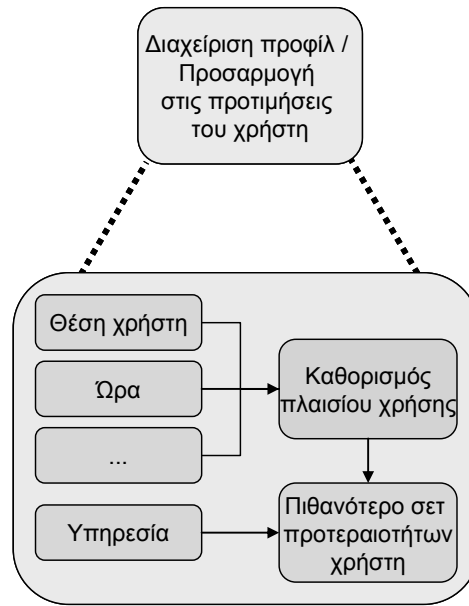 Διαχείριση προφίλ /
Προσαρμογή
στις προτιμήσεις
του χρήστη
Θέση χρήστη
Ώρα
...
Υπηρεσία
Καθορισμός
πλαισίου χρήσης
Πιθανότερο σετ
προτεραιοτήτων
χρήστη